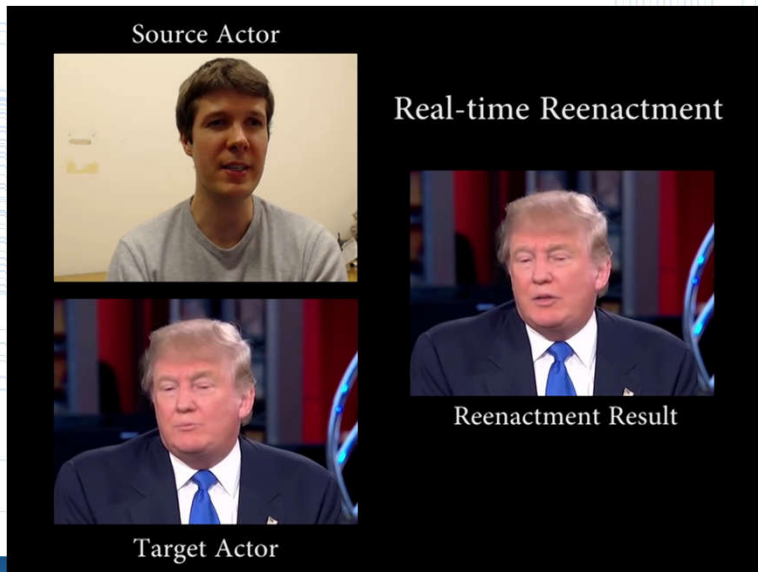 Source Actor
Real-time Reenactment
Reenactment Result
Target Actor